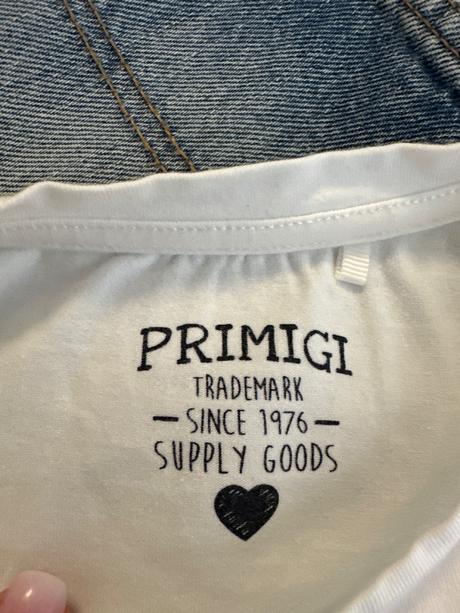 PRIMIGI
TRADEMARK
— SINCE 1976 —
SUPPLY GOODS